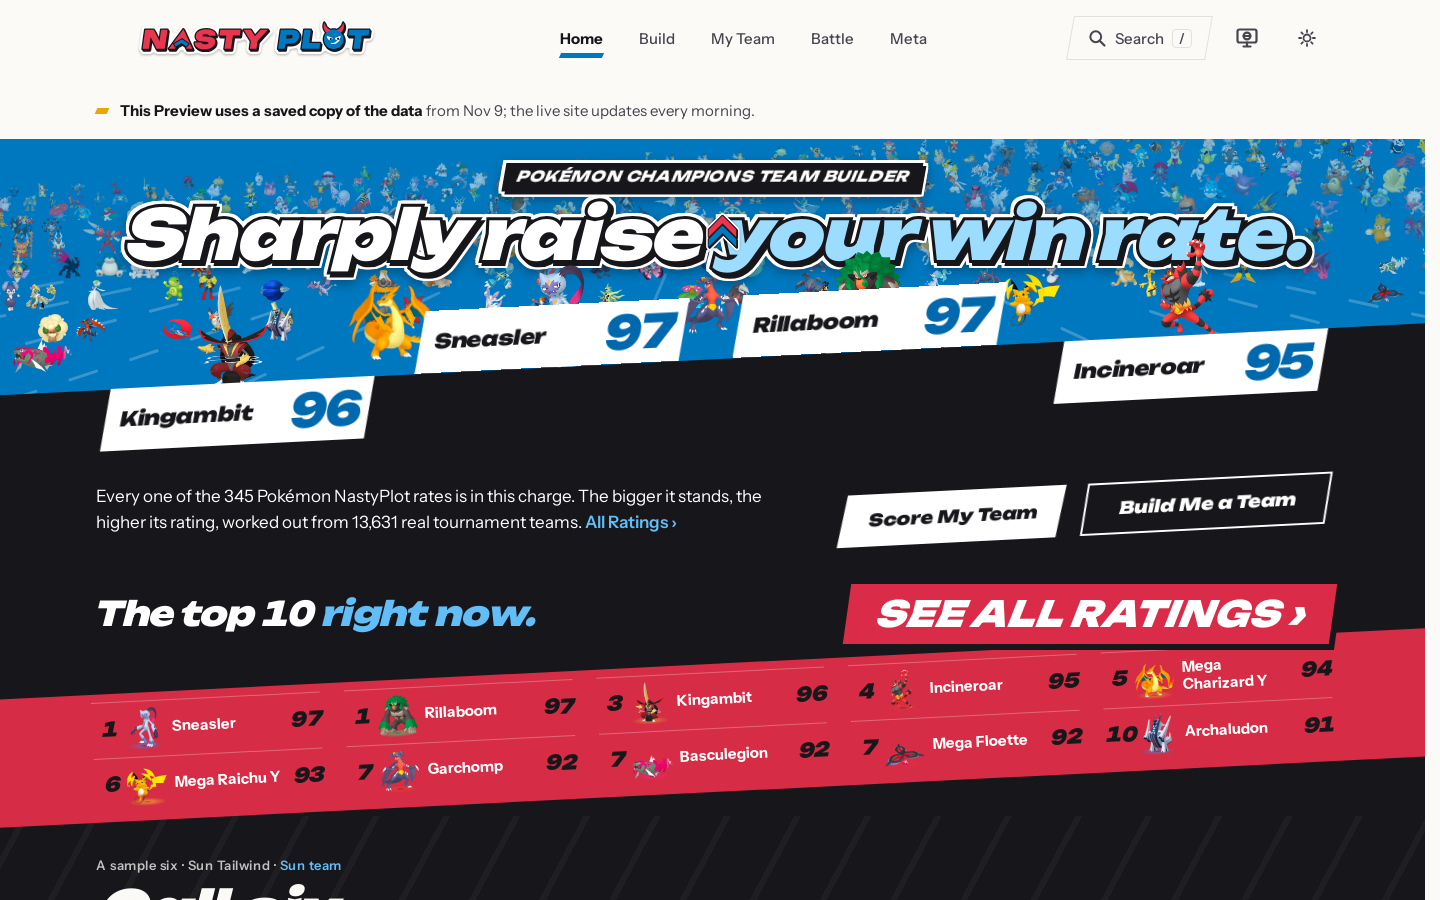 NASTY PLOT
Home
Build
My Team
Battle
Meta
Search /
This Preview uses a saved copy of the data from Nov 9; the live site updates every morning.
POKÉMON CHAMPIONS TEAM BUILDER
Sharply raise your win rate.
Sneasler 97
Rillaboom 97
Incineroar 95
Kingambit 96
Every one of the 345 Pokémon NastyPlot rates is in this charge. The bigger it stands, the
higher its rating, worked out from 13,631 real tournament teams. All Ratings ›
Score My Team
Build Me a Team
The top 10 right now.
SEE ALL RATINGS ›
1 Sneasler 97
1 Rillaboom 97
3 Kingambit 96
4 Incineroar 95
5 Mega
Charizard Y 94
6 Mega Raichu Y 93
7 Garchomp 92
7 Basculegion 92
7 Mega Floette 92
10 Archaludon 91
A sample six · Sun Tailwind · Sun team